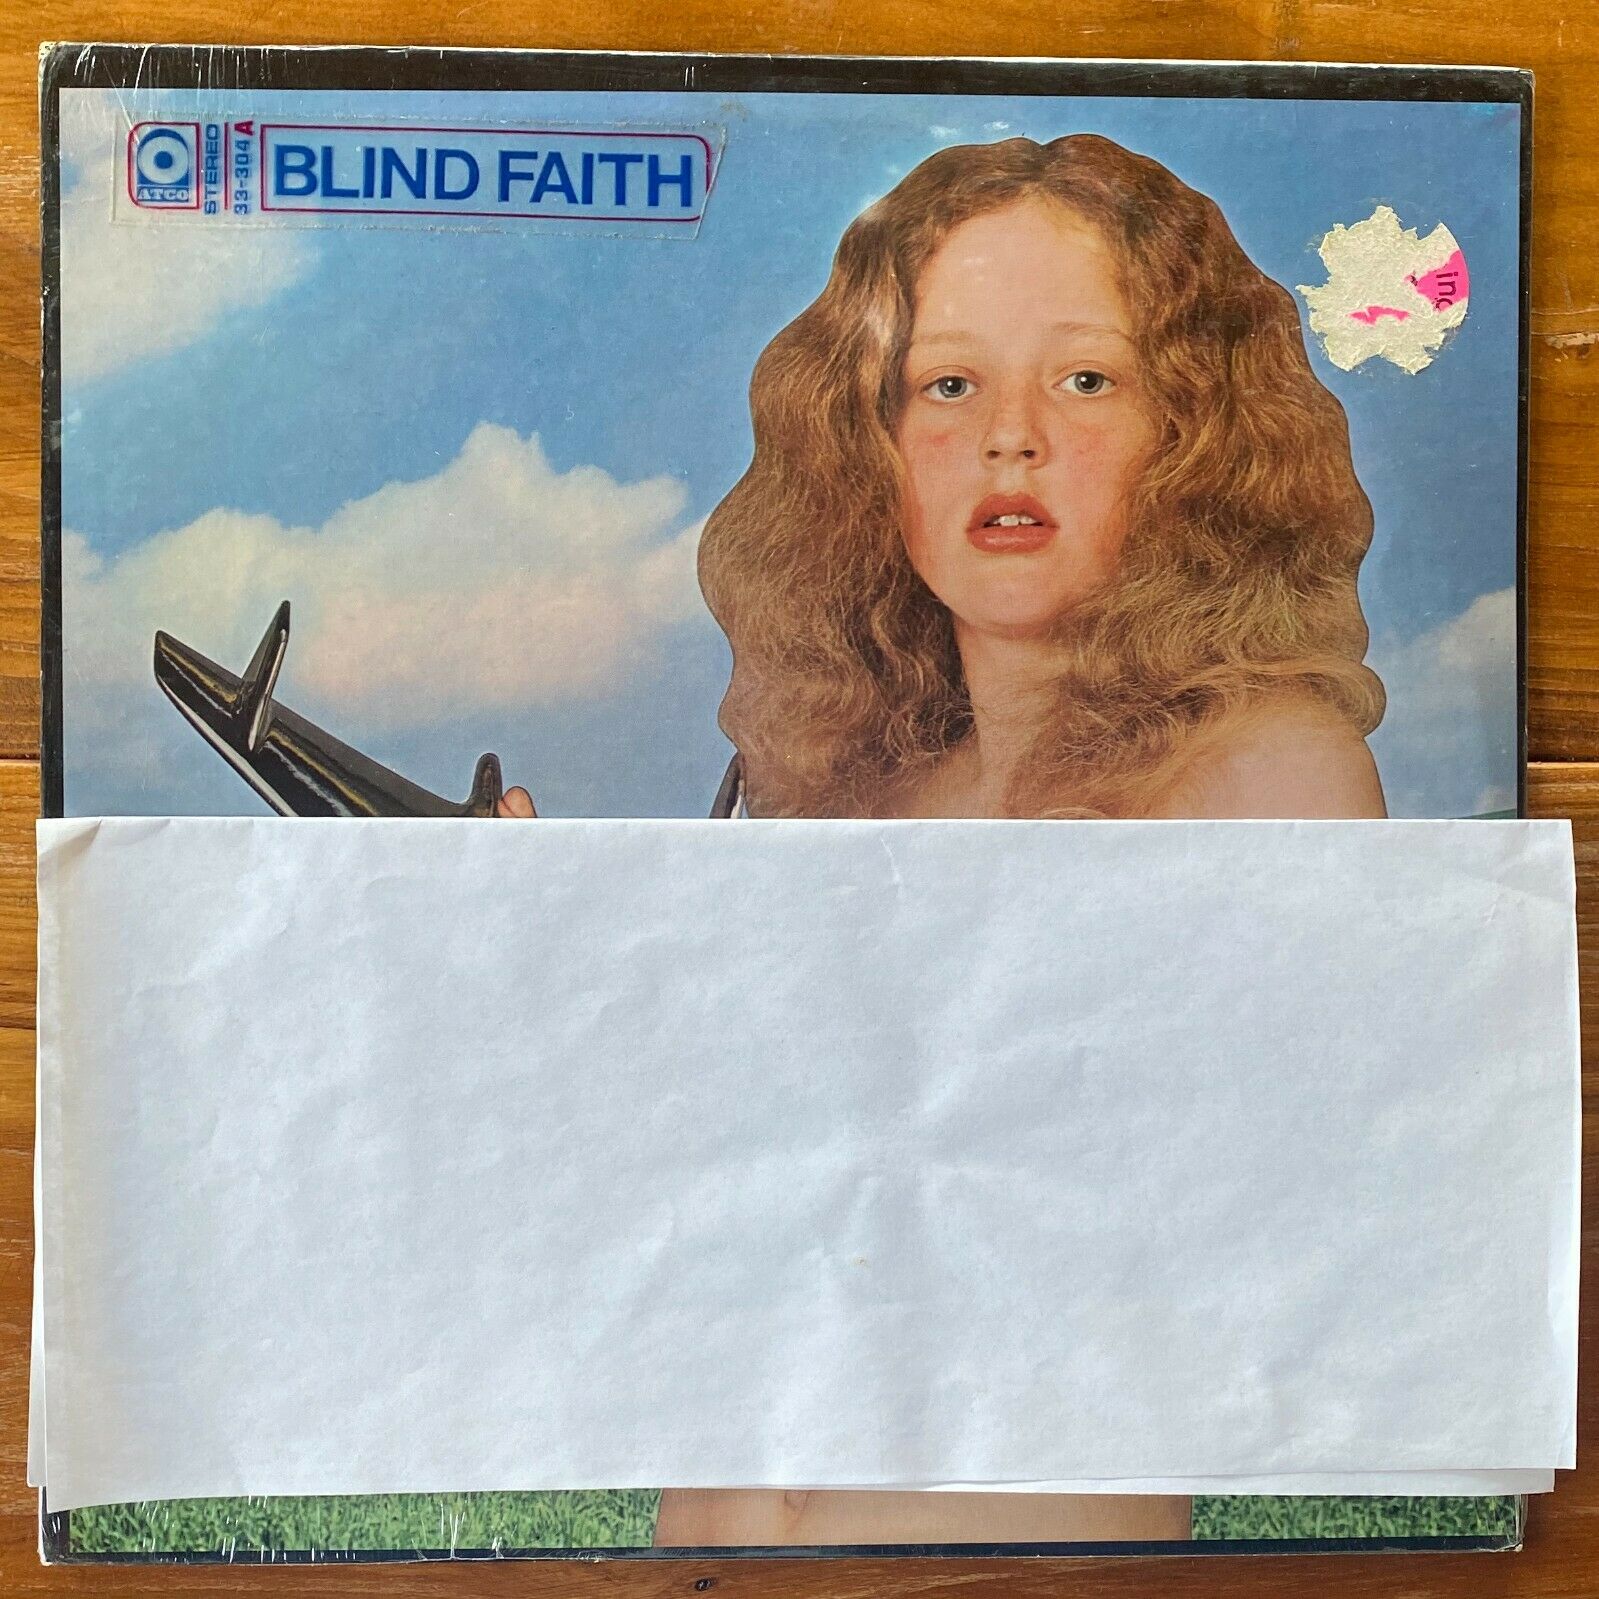 ATCO
STEREO
33-304 A
BLIND FAITH
inc